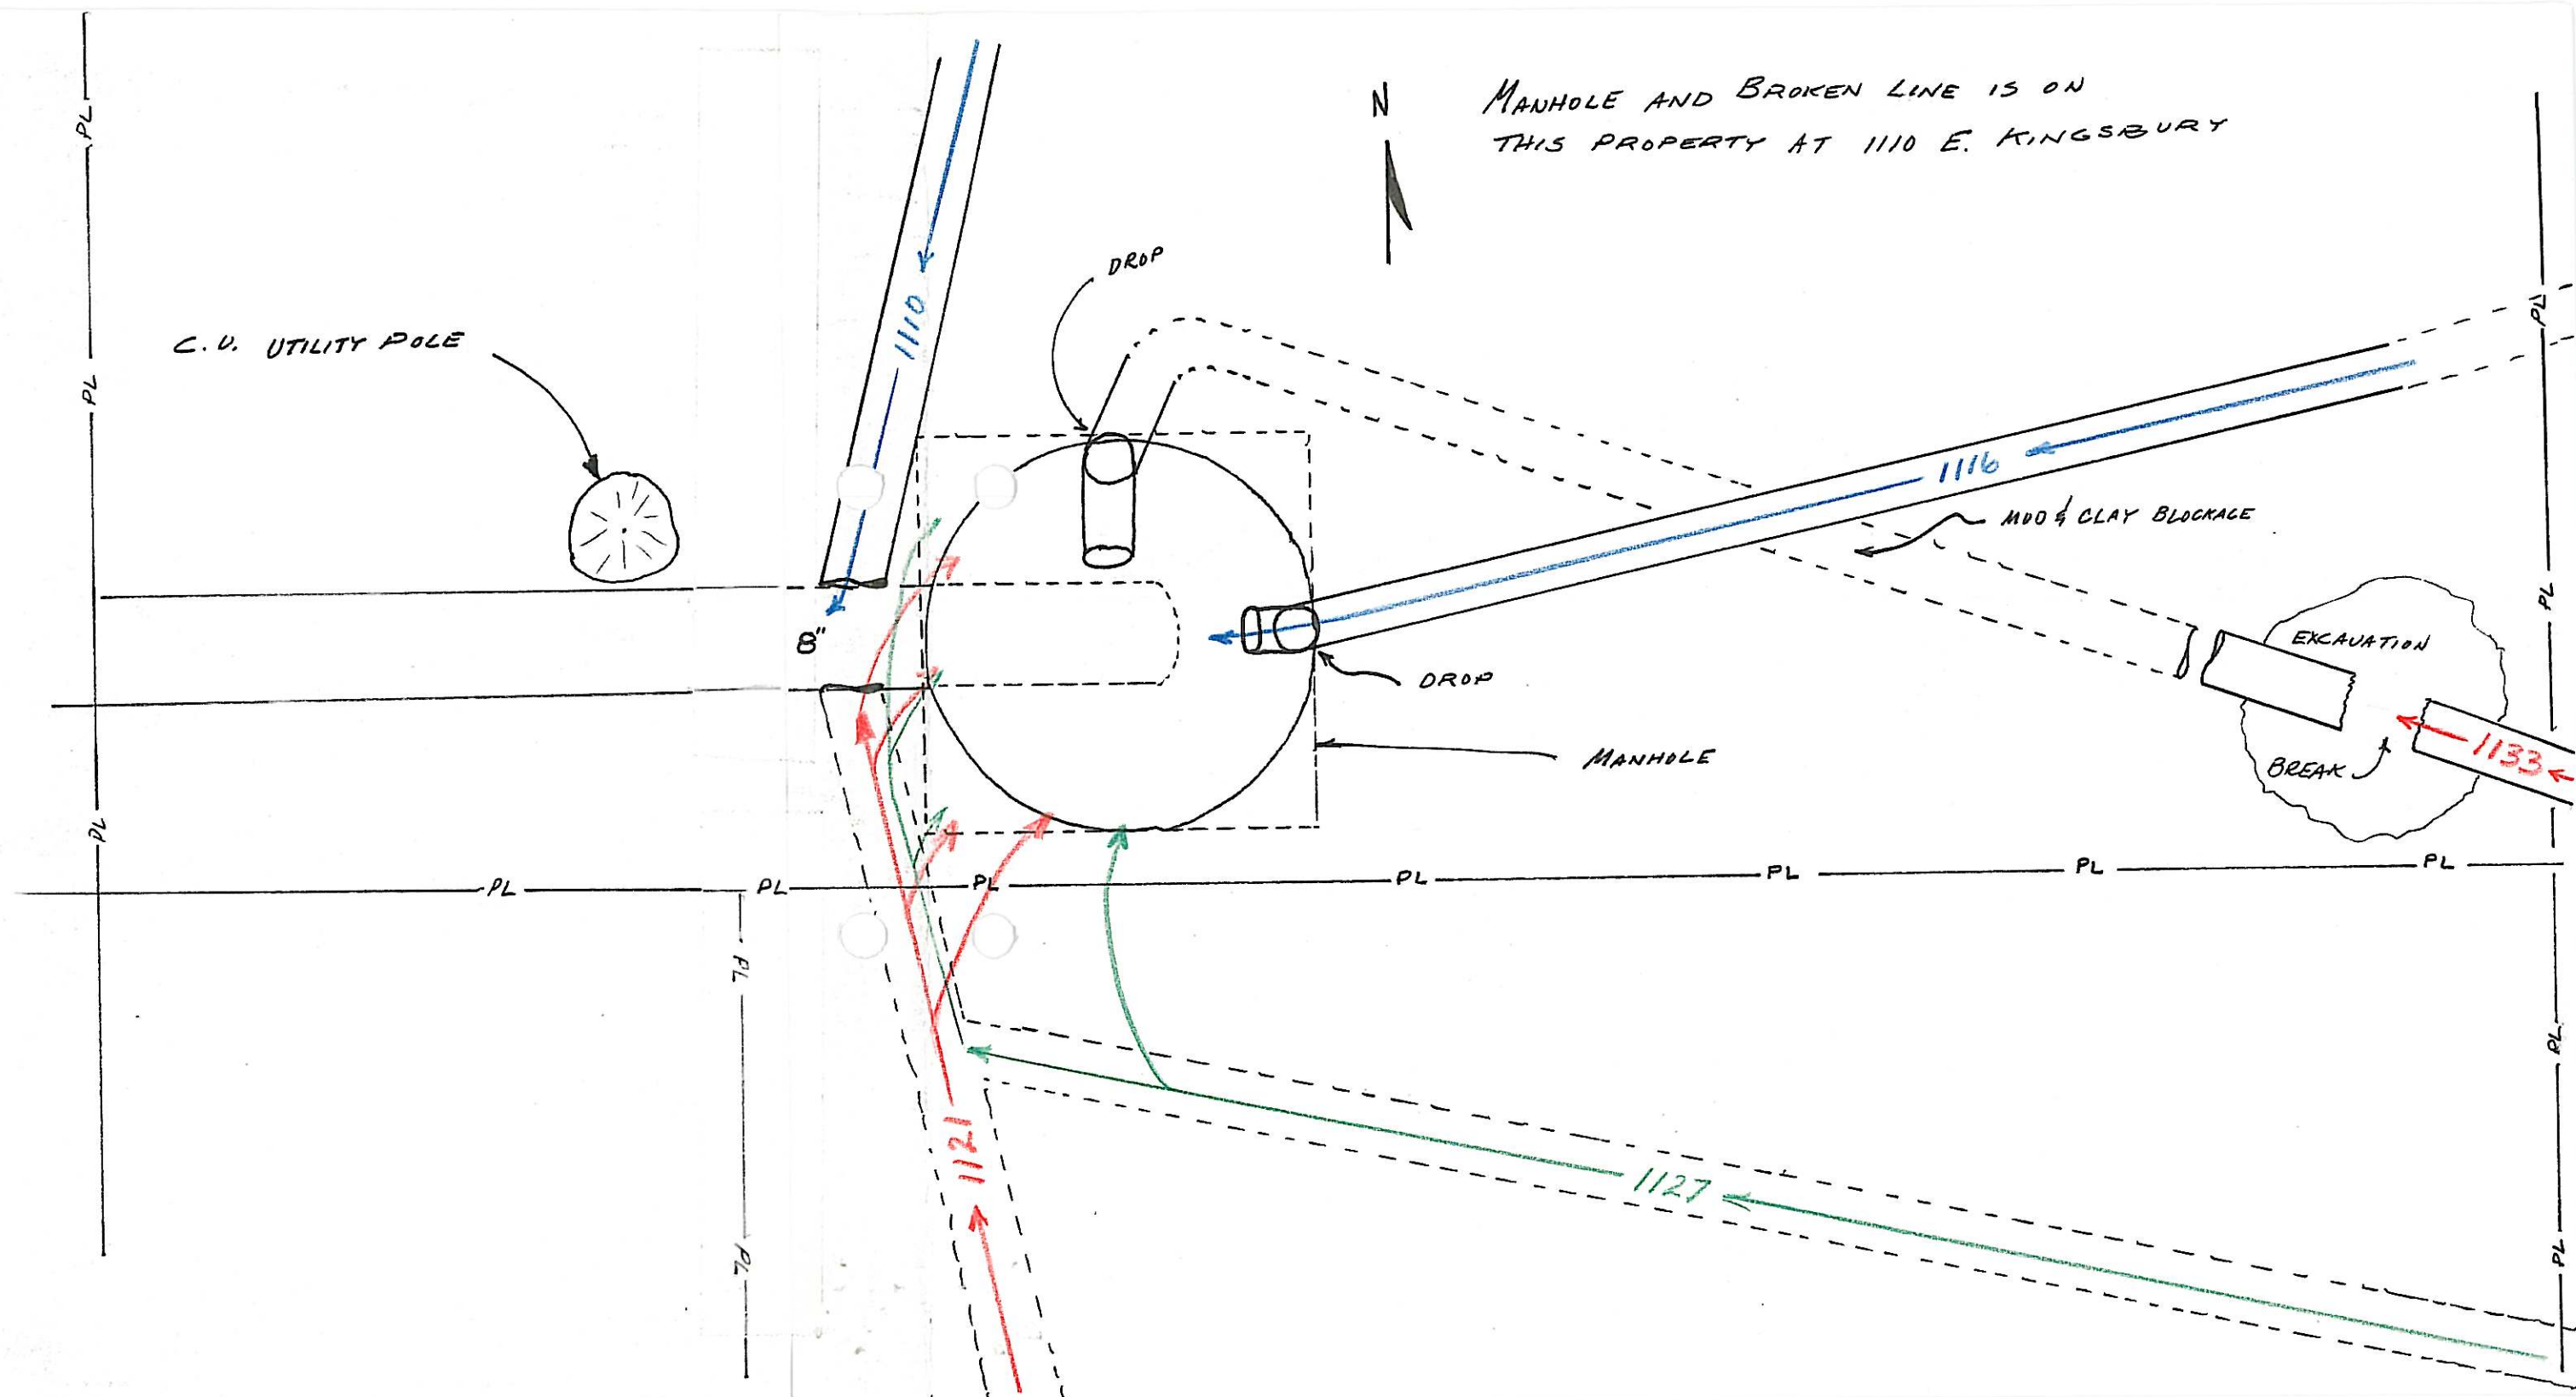 N
MANHOLE AND BROKEN LINE IS ON
THIS PROPERTY AT 1110 E. KINGSBURY
PL
PL
PL
C.U. UTILITY POLE
1110
DROP
PL
PL
1116
MUD & CLAY BLOCKAGE
8"
DROP
EXCAVATION
MANHOLE
BREAK
1133
PL
PL
PL
PL
PL
PL
PL
PL
PL
1121
1127
PL
PL